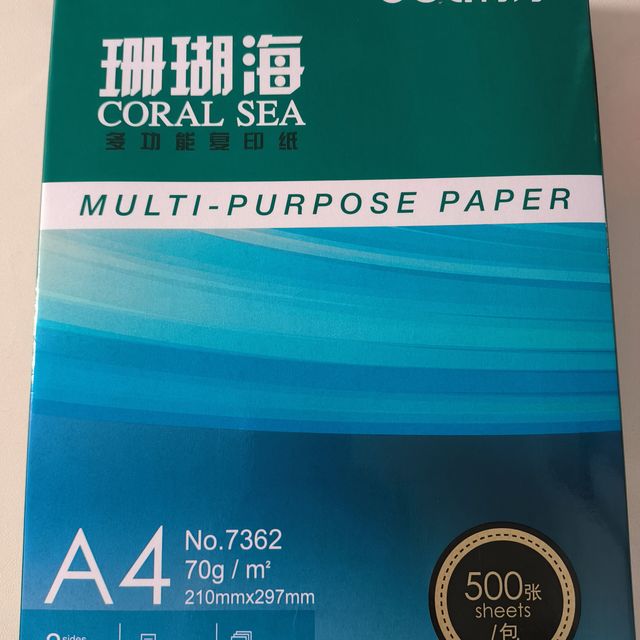 珊瑚海
CORAL SEA
多功能复印纸
MULTI-PURPOSE PAPER
A4
No.7362
70g / m²
210mmx297mm
500张
sheets
/包
sides